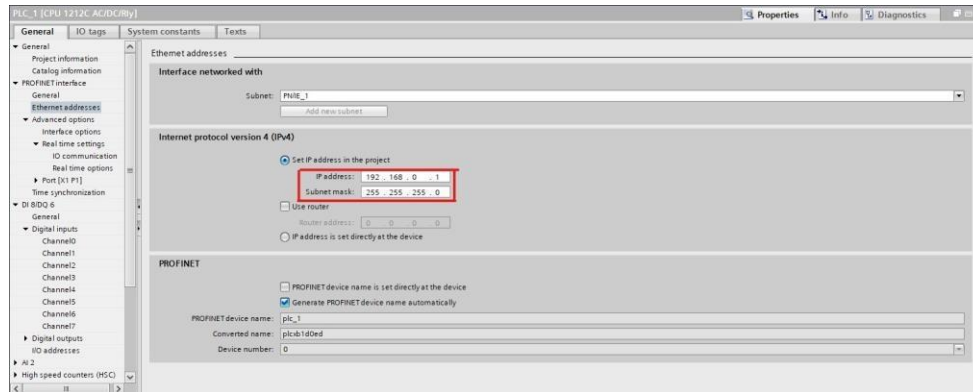 PLC_1 [CPU 1212C AC/DC/Rly]
Properties Info Diagnostics
General IO tags System constants Texts
General
Project information
Catalog information
PROFINET interface
General
Ethernet addresses
Advanced options
Interface options
Real time settings
IO communication
Real time options
Port [X1 P1]
Time synchronization
DI 8/DQ 6
General
Digital inputs
Channel0
Channel1
Channel2
Channel3
Channel4
Channel5
Channel6
Channel7
Digital outputs
I/O addresses
AI 2
High speed counters (HSC)
Ethernet addresses
Interface networked with
Subnet: PN/IE_1
Add new subnet
Internet protocol version 4 (IPv4)
Set IP address in the project
IP address: 192 . 168 . 0 . 1
Subnet mask: 255 . 255 . 255 . 0
Use router
Router address: 0 . 0 . 0 . 0
IP address is set directly at the device
PROFINET
PROFINET device name is set directly at the device
Generate PROFINET device name automatically
PROFINET device name: plc_1
Converted name: plcxb1d0ed
Device number: 0